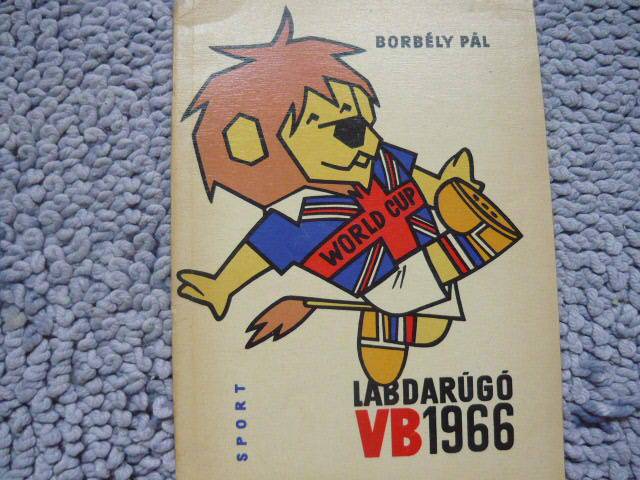 BORBÉLY PÁL
WORLD CUP
LABDARÚGÓ
VB 1966
SPORT